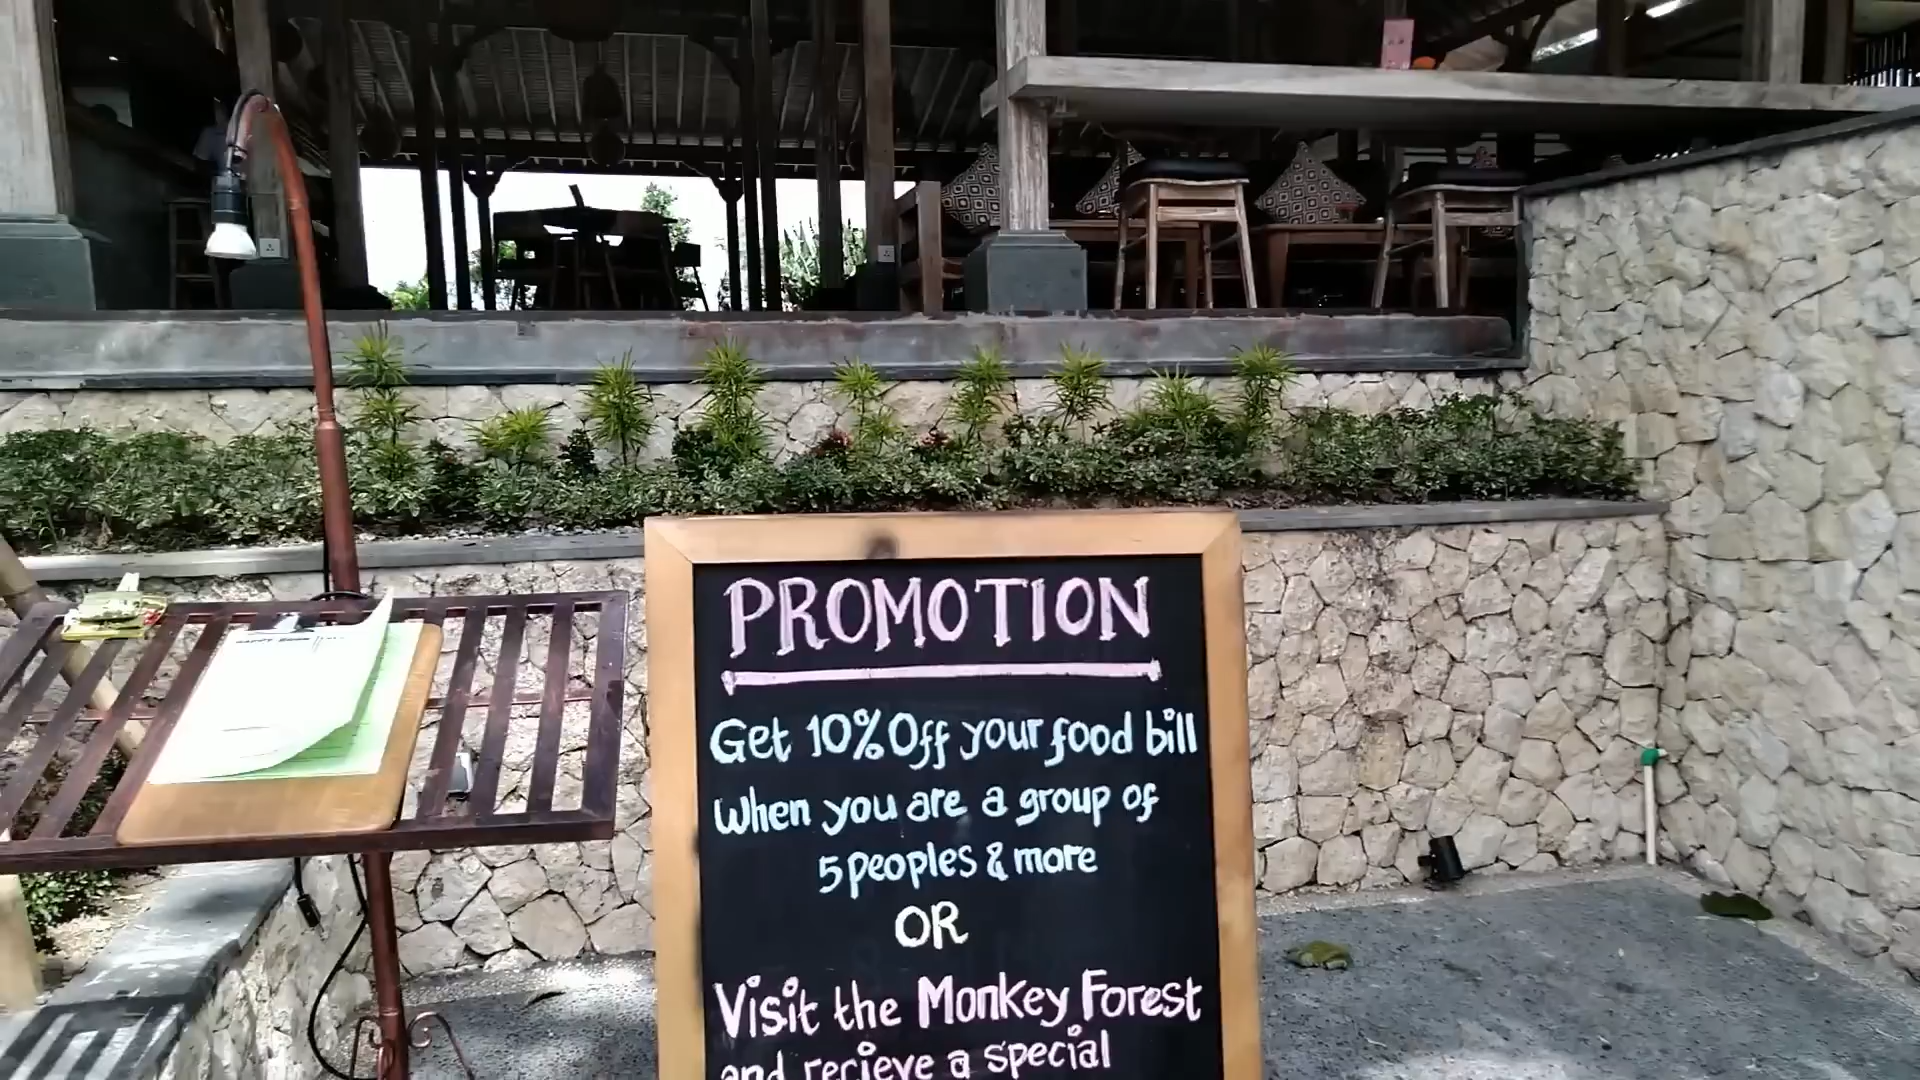 PROMOTION
Get 10% Off your food bill
When you are a group of
5 peoples & more
OR
Visit the Monkey Forest
and recieve a special